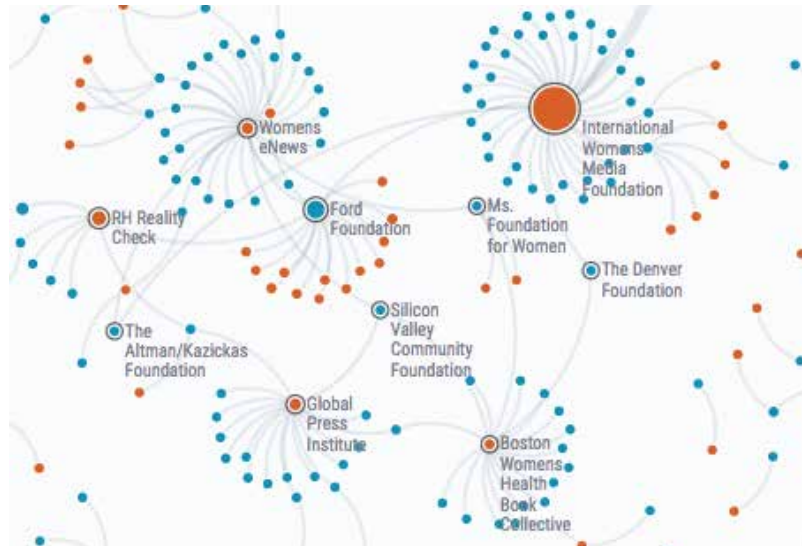 Womens
eNews
International
Womens
Media
Foundation
RH Reality
Check
Ford
Foundation
Ms.
Foundation
for Women
The Denver
Foundation
The
Altman/Kazickas
Foundation
Silicon
Valley
Community
Foundation
Global
Press
Institute
Boston
Womens
Health
Book
Collective